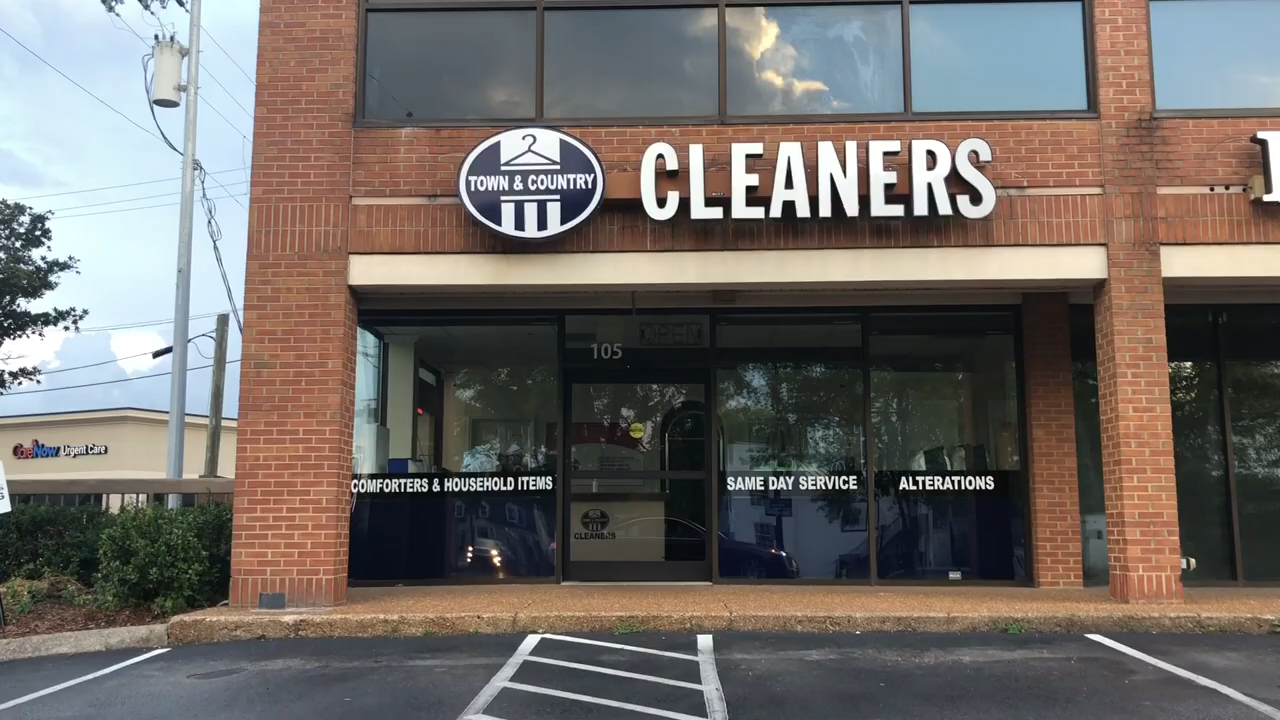 TOWN & COUNTRY
CLEANERS
OPEN
105
CareNow Urgent Care
COMFORTERS & HOUSEHOLD ITEMS
SAME DAY SERVICE
ALTERATIONS
CLEANERS